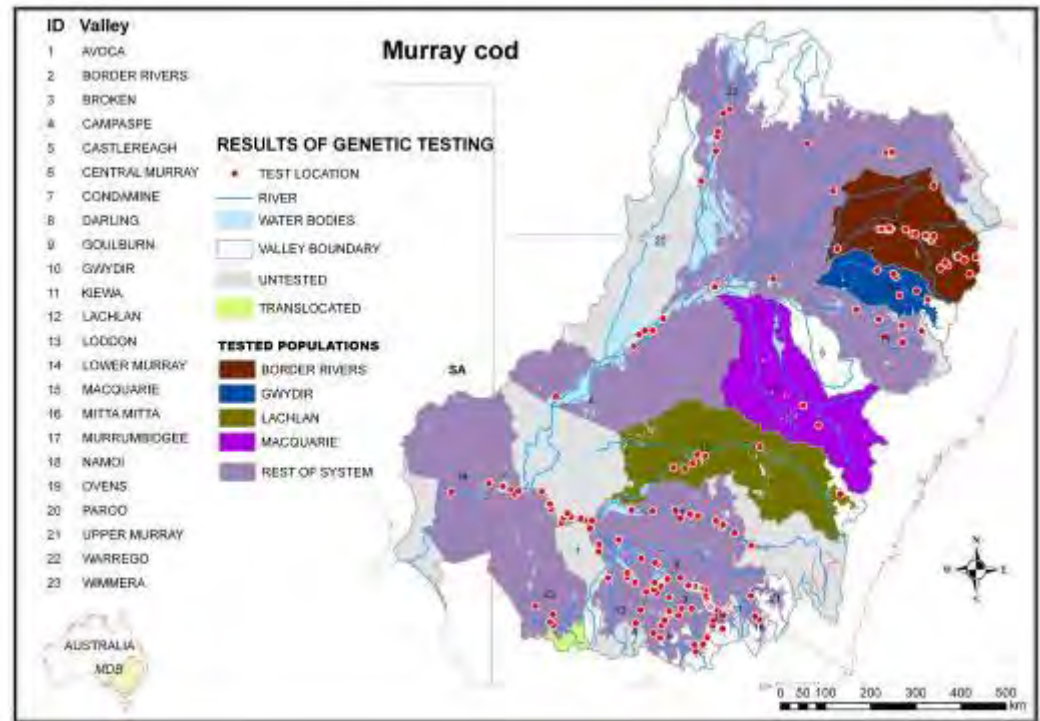 ID Valley
1 AVOCA
2 BORDER RIVERS
3 BROKEN
4 CAMPASPE
5 CASTLEREAGH
6 CENTRAL MURRAY
7 CONDAMINE
8 DARLING
9 GOULBURN
10 GWYDIR
11 KIEWA
12 LACHLAN
13 LODDON
14 LOWER MURRAY
15 MACQUARIE
16 MITTA MITTA
17 MURRUMBIDGEE
18 NAMOI
19 OVENS
20 PAROO
21 UPPER MURRAY
22 WARREGO
23 WIMMERA
Murray cod
RESULTS OF GENETIC TESTING
TEST LOCATION
RIVER
WATER BODIES
VALLEY BOUNDARY
UNTESTED
TRANSLOCATED
TESTED POPULATIONS
BORDER RIVERS
GWYDIR
LACHLAN
MACQUARIE
REST OF SYSTEM
SA
AUSTRALIA
MDB
N
W E
S
0 50 100 200 300 400 500
km